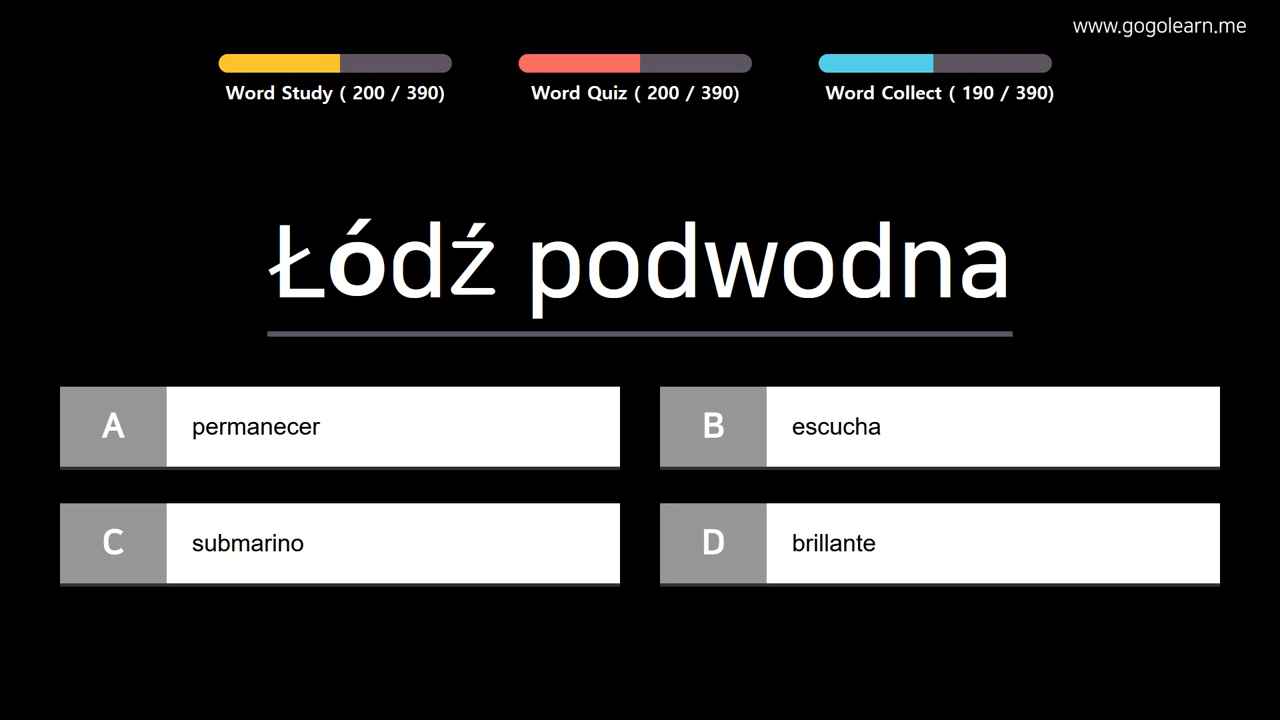 www.gogolearn.me
Word Study ( 200 / 390)
Word Quiz ( 200 / 390)
Word Collect ( 190 / 390)
Łódź podwodna
A permanecer
B escucha
C submarino
D brillante